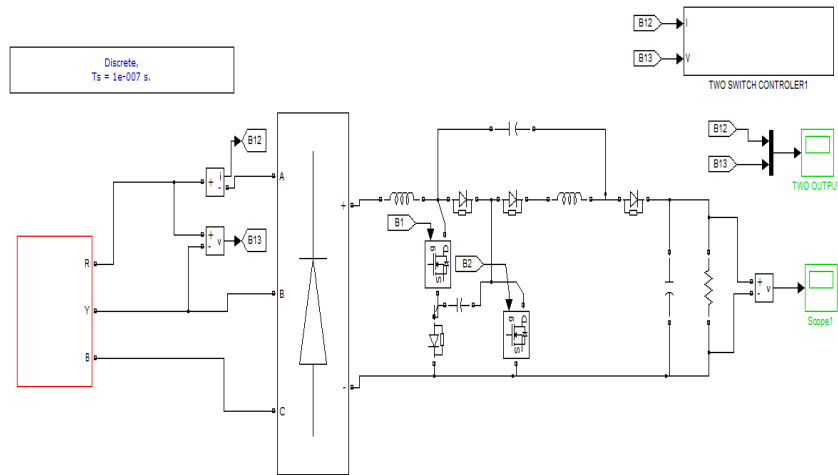 B12
I
B13
V
TWO SWITCH CONTROLER1
Discrete,
Ts = 1e-007 s.
B12
B13
TWO OUTPU
B12
+
i
-
A
+
B1
+
v
-
B13
B2
g
D
S
R
Y
B
B
g
D
S
+
v
-
Scope1
C
-